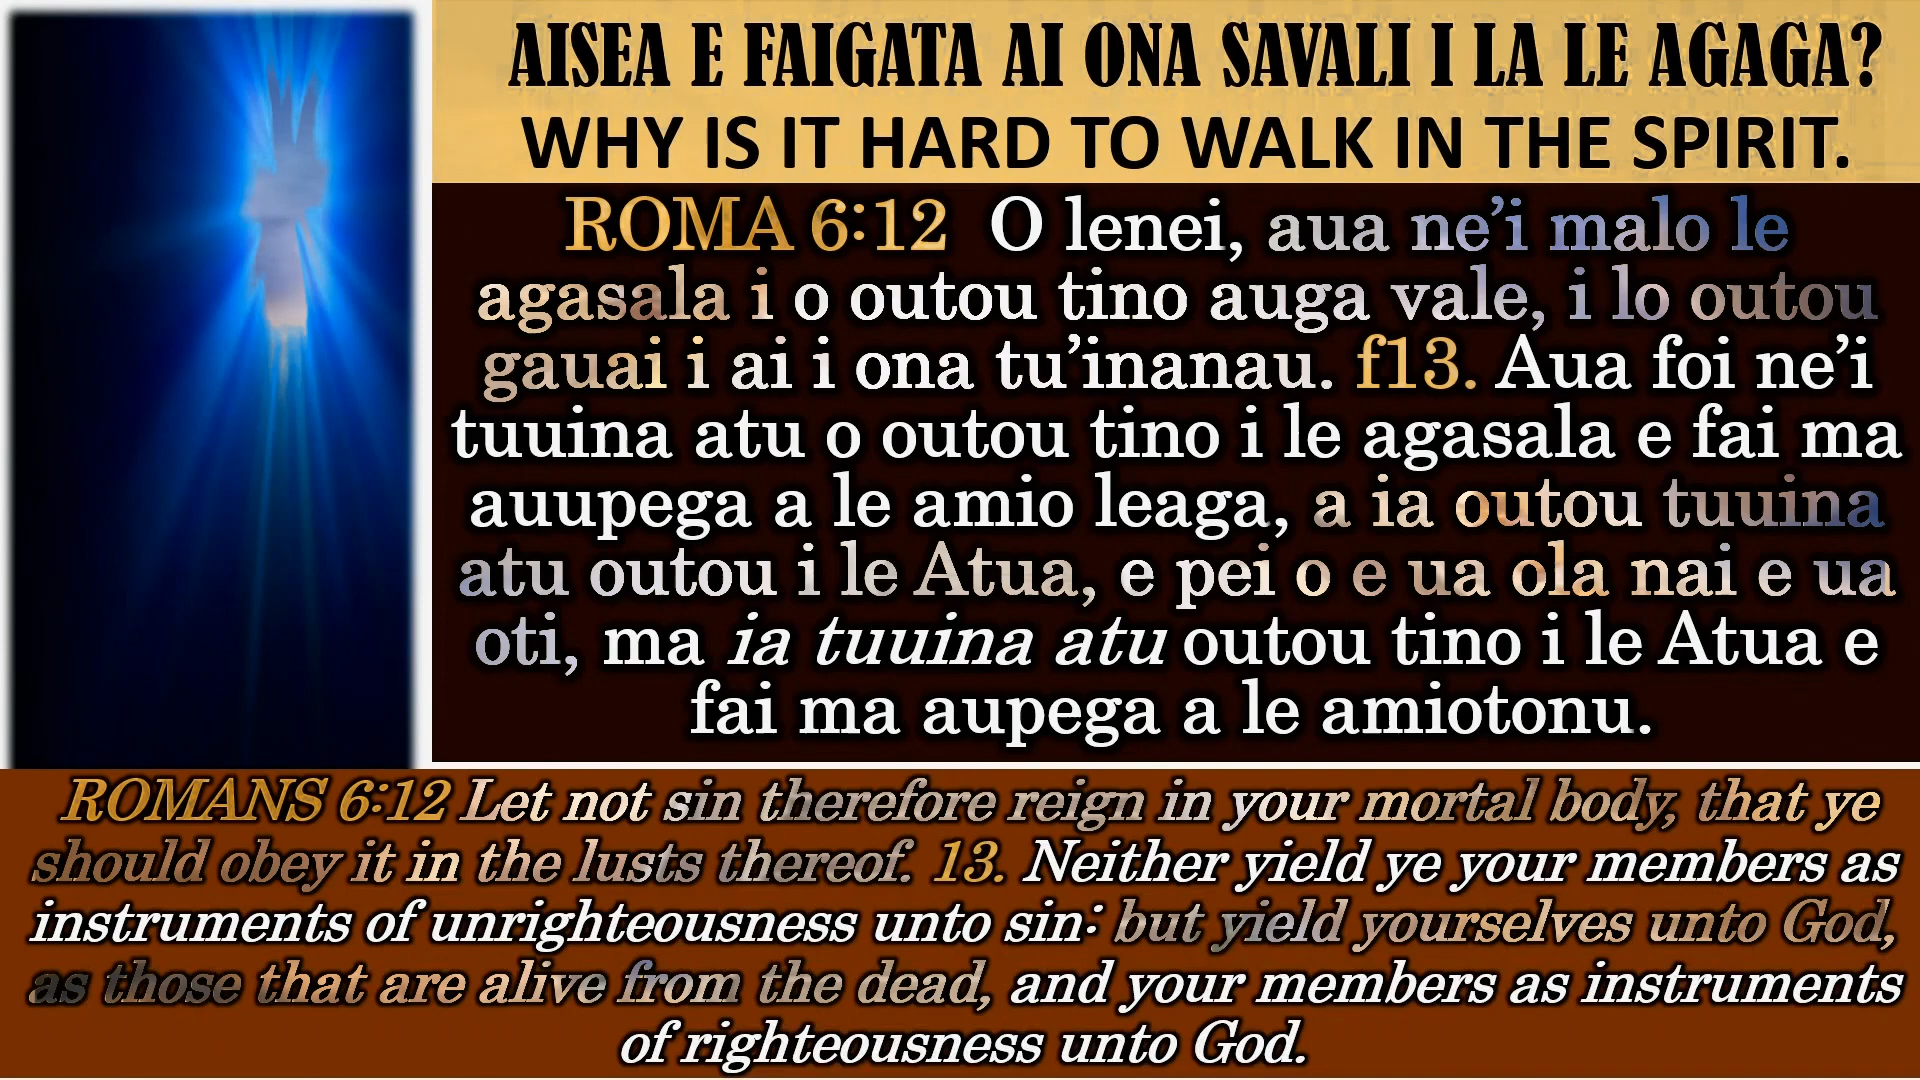 AISEA E FAIGATA AI ONA SAVALI I LA LE AGAGA?
WHY IS IT HARD TO WALK IN THE SPIRIT.
ROMA 6:12 O lenei, aua ne’i malo le
agasala i o outou tino auga vale, i lo outou
gauai i ai i ona tu’inanau. f13. Aua foi ne’i
tuuina atu o outou tino i le agasala e fai ma
auupega a le amio leaga, a ia outou tuuina
atu outou i le Atua, e pei o e ua ola nai e ua
oti, ma ia tuuina atu outou tino i le Atua e
fai ma aupega a le amiotonu.
ROMANS 6:12 Let not sin therefore reign in your mortal body, that ye
should obey it in the lusts thereof. 13. Neither yield ye your members as
instruments of unrighteousness unto sin: but yield yourselves unto God,
as those that are alive from the dead, and your members as instruments
of righteousness unto God.